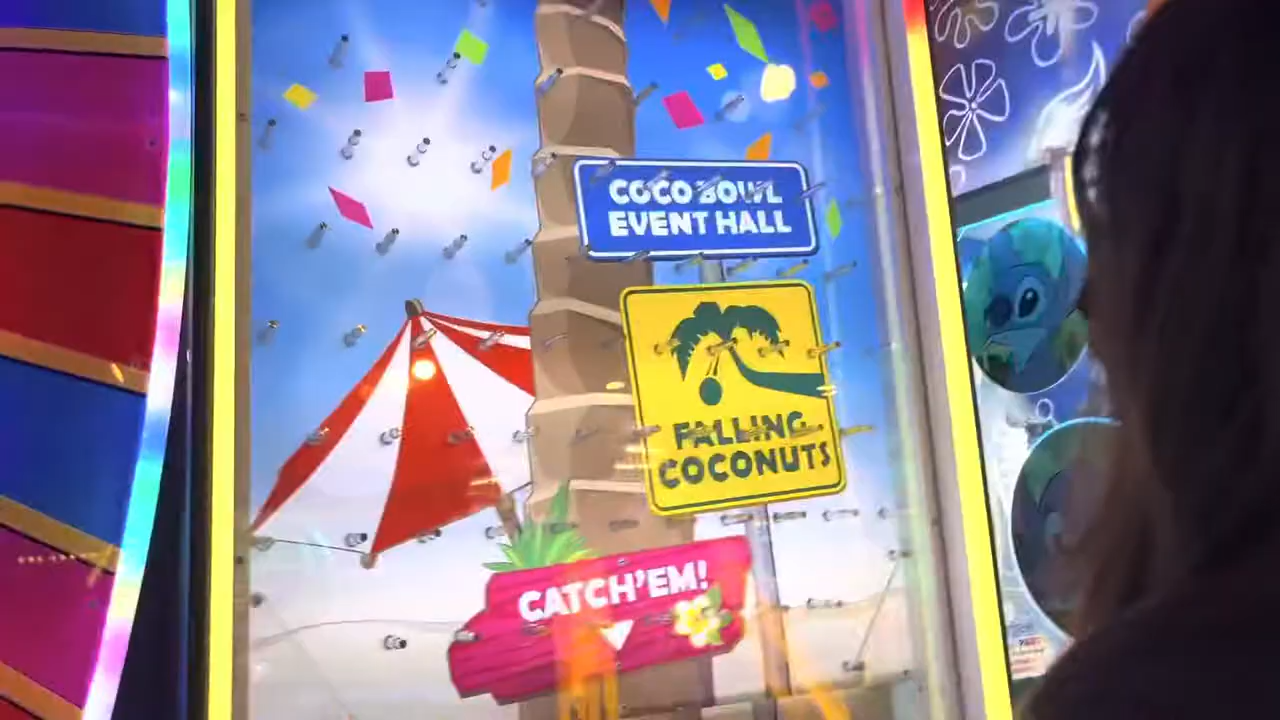 COCO BOWL
EVENT HALL
FALLING
COCONUTS
CATCH'EM!